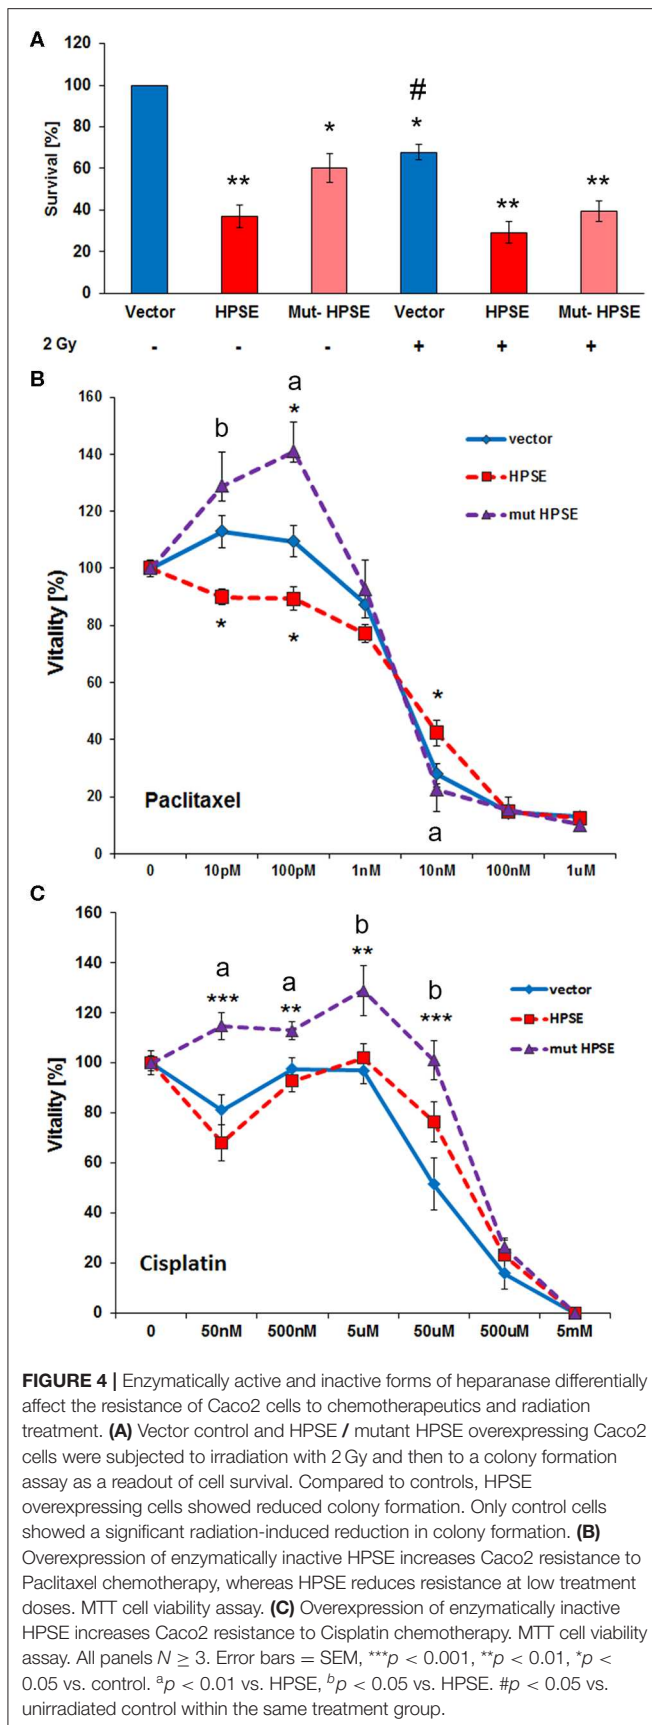 A
120
100
80
60
40
20
0
Survival [%]
**
*
#
*
**
**
Vector HPSE Mut- HPSE Vector HPSE Mut- HPSE
2 Gy - - - + + +
B
160
140
120
100
80
60
40
20
0
Vitality [%]
b
a
*
*
*
*
a
vector
HPSE
mut HPSE
Paclitaxel
0 10pM 100pM 1nM 10nM 100nM 1uM
C
160
140
120
100
80
60
40
20
0
Vitality [%]
a
***
a
**
b
**
b
***
vector
HPSE
mut HPSE
Cisplatin
0 50nM 500nM 5uM 50uM 500uM 5mM
FIGURE 4 | Enzymatically active and inactive forms of heparanase differentially
affect the resistance of Caco2 cells to chemotherapeutics and radiation
treatment. (A) Vector control and HPSE / mutant HPSE overexpressing Caco2
cells were subjected to irradiation with 2 Gy and then to a colony formation
assay as a readout of cell survival. Compared to controls, HPSE
overexpressing cells showed reduced colony formation. Only control cells
showed a significant radiation-induced reduction in colony formation. (B)
Overexpression of enzymatically inactive HPSE increases Caco2 resistance to
Paclitaxel chemotherapy, whereas HPSE reduces resistance at low treatment
doses. MTT cell viability assay. (C) Overexpression of enzymatically inactive
HPSE increases Caco2 resistance to Cisplatin chemotherapy. MTT cell viability
assay. All panels N ≥ 3. Error bars = SEM, ***p < 0.001, **p < 0.01, *p <
0.05 vs. control. ᵃp < 0.01 vs. HPSE, ᵇp < 0.05 vs. HPSE. #p < 0.05 vs.
unirradiated control within the same treatment group.